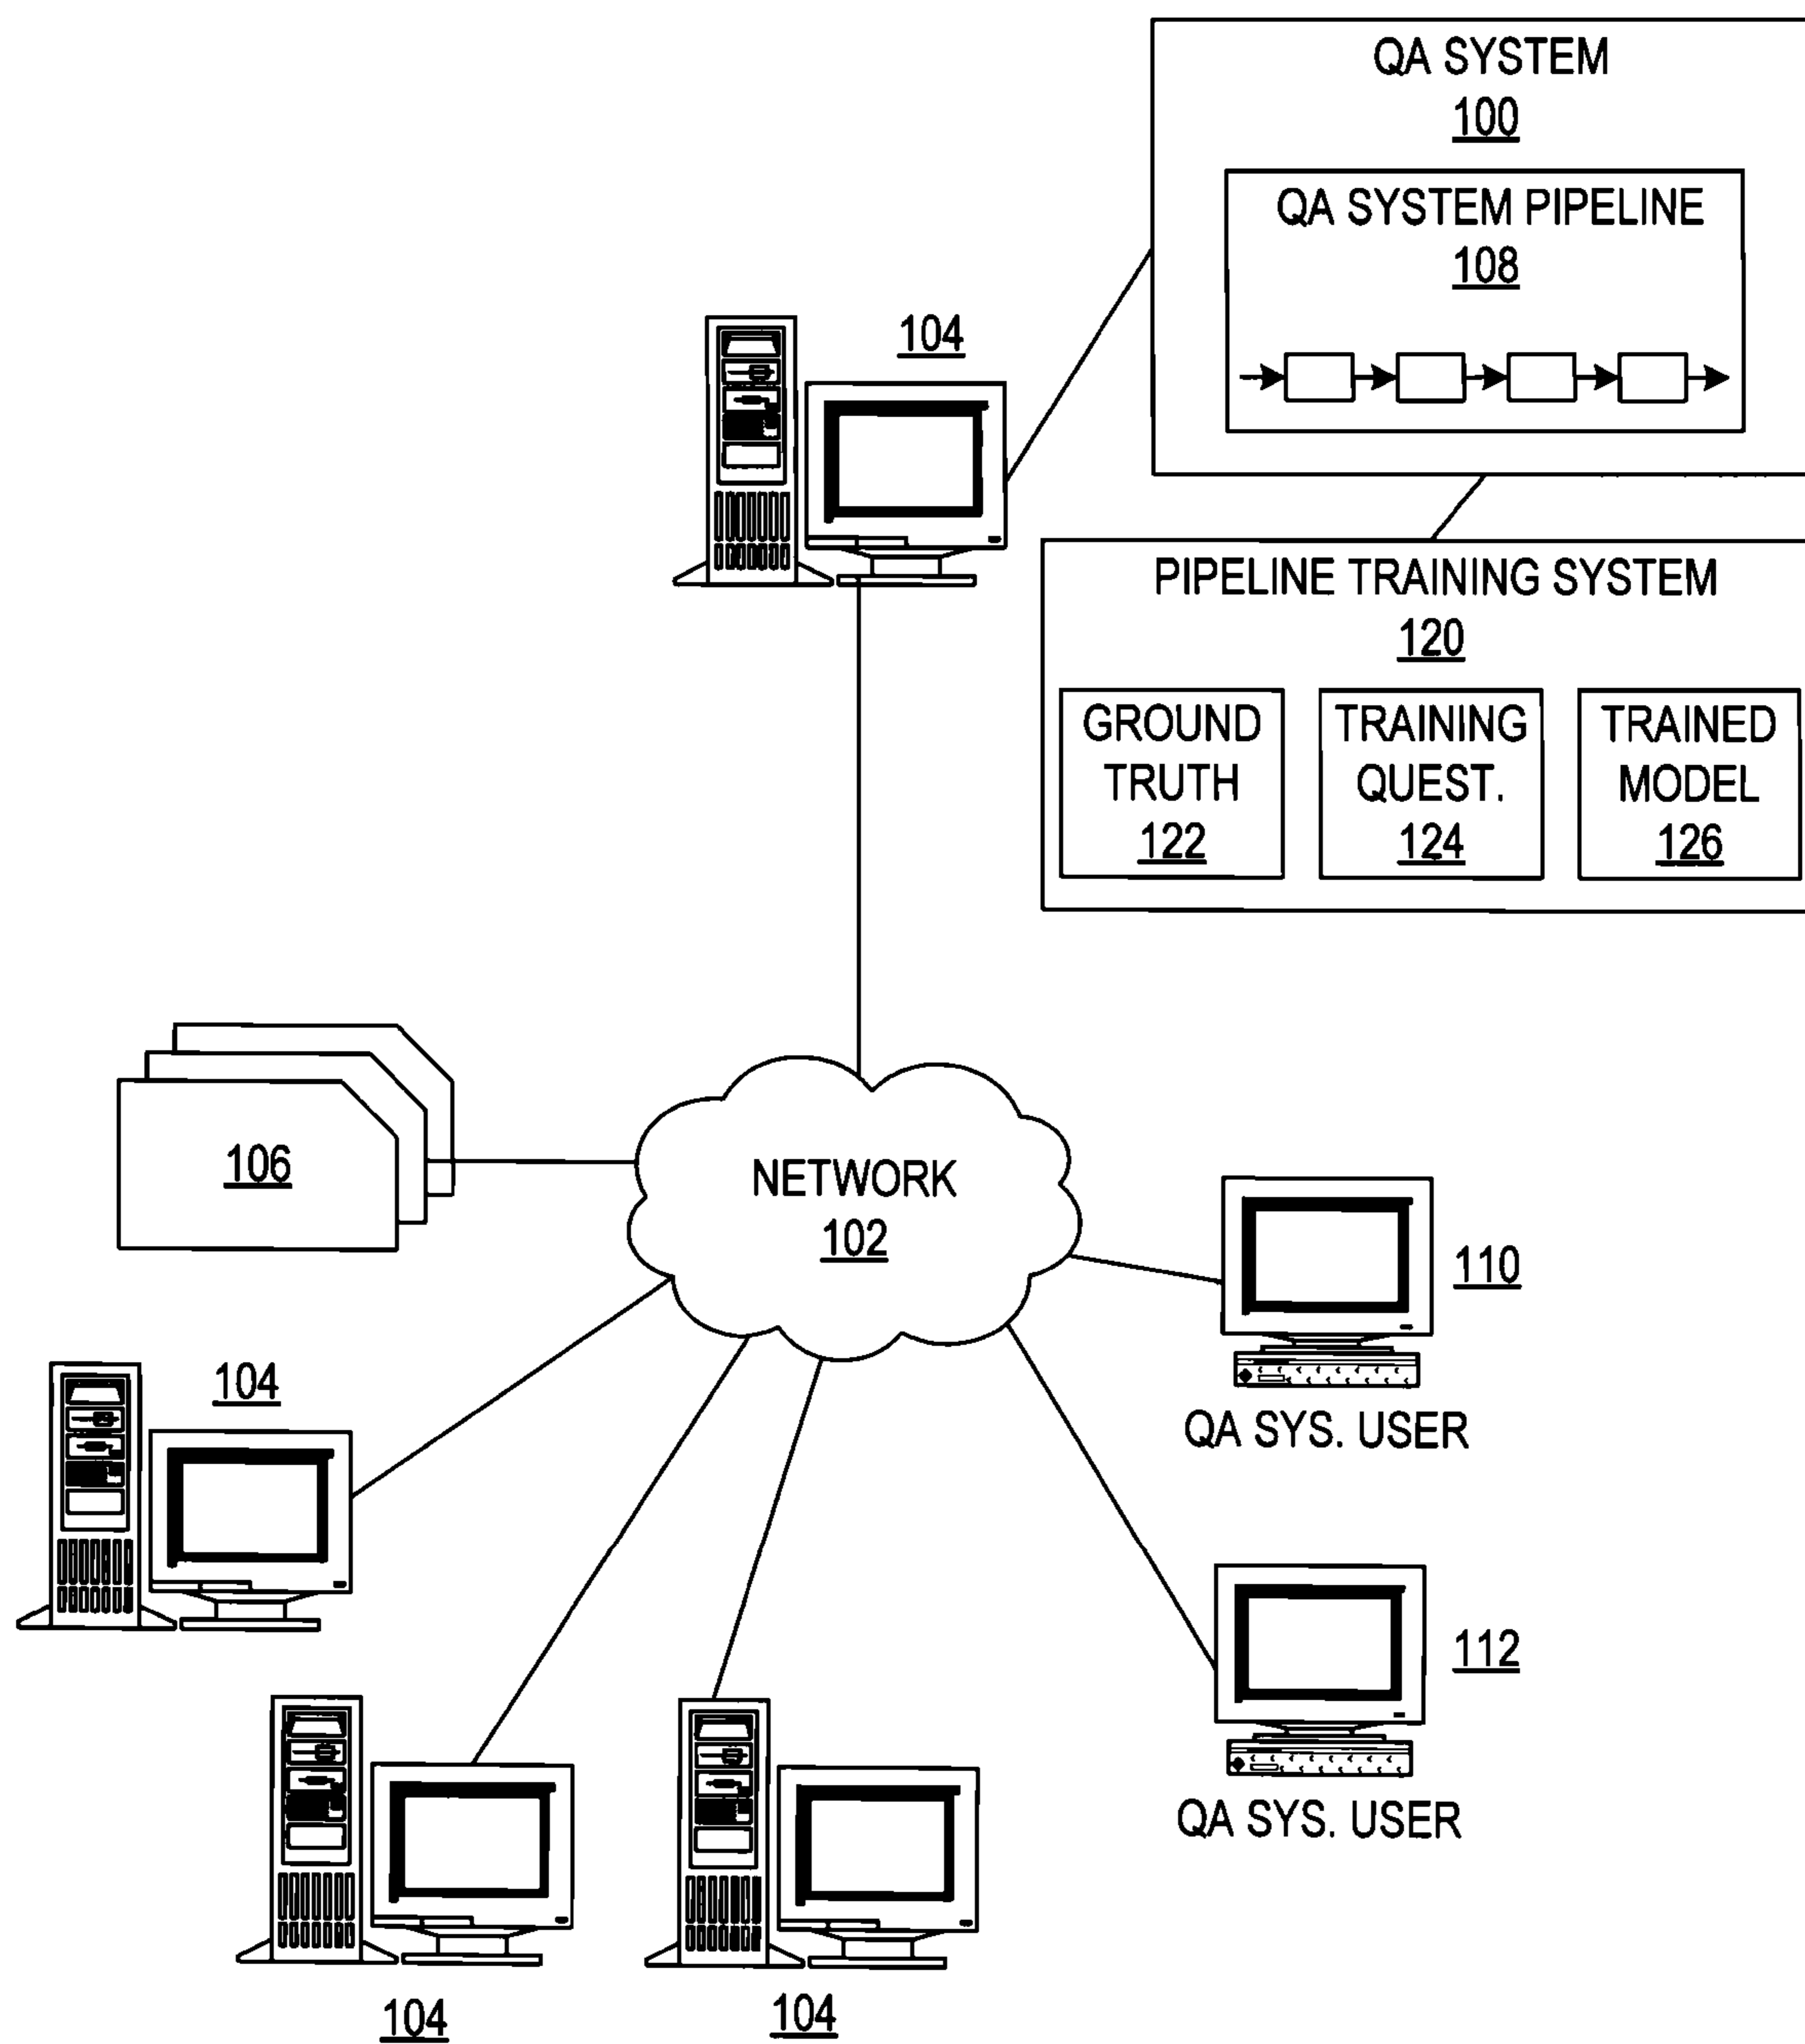 QA SYSTEM
100
QA SYSTEM PIPELINE
108
104
PIPELINE TRAINING SYSTEM
120
GROUND
TRUTH
122
TRAINING
QUEST.
124
TRAINED
MODEL
126
106
NETWORK
102
110
QA SYS. USER
104
112
QA SYS. USER
104
104